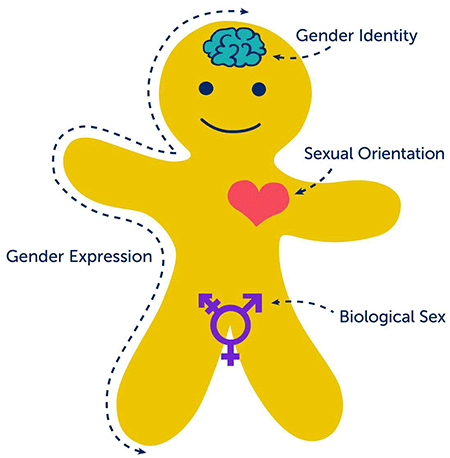 Gender Identity
Sexual Orientation
Gender Expression
Biological Sex